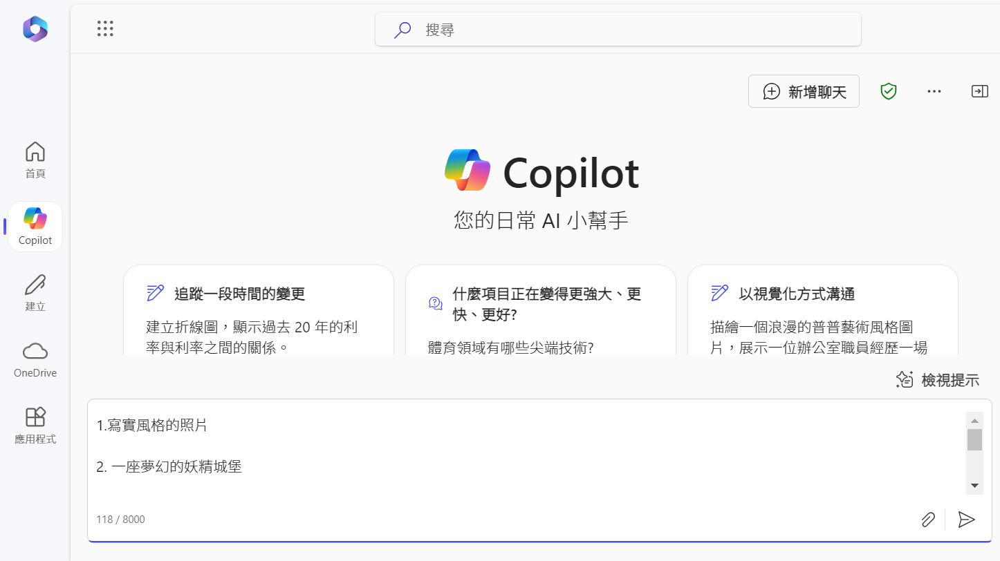 搜尋
新增聊天
首頁
Copilot
建立
OneDrive
應用程式
Copilot
您的日常 AI 小幫手
追蹤一段時間的變更
建立折線圖，顯示過去 20 年的利
率與利率之間的關係。
什麼項目正在變得更強大、更
快、更好?
體育領域有哪些尖端技術?
以視覺化方式溝通
描繪一個浪漫的普普藝術風格圖
片，展示一位辦公室職員經歷一場
檢視提示
1.寫實風格的照片
2. 一座夢幻的妖精城堡
118 / 8000